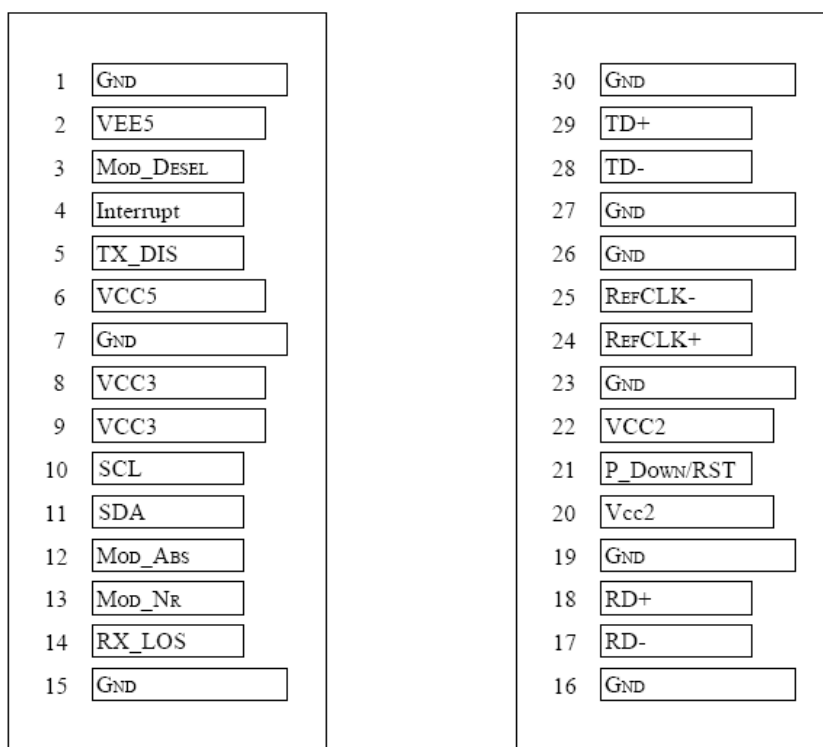 1 GND
2 VEE5
3 MOD_DESEL
4 Interrupt
5 TX_DIS
6 VCC5
7 GND
8 VCC3
9 VCC3
10 SCL
11 SDA
12 MOD_ABS
13 MOD_NR
14 RX_LOS
15 GND
30 GND
29 TD+
28 TD-
27 GND
26 GND
25 REFCLK-
24 REFCLK+
23 GND
22 VCC2
21 P_DOWN/RST
20 Vcc2
19 GND
18 RD+
17 RD-
16 GND